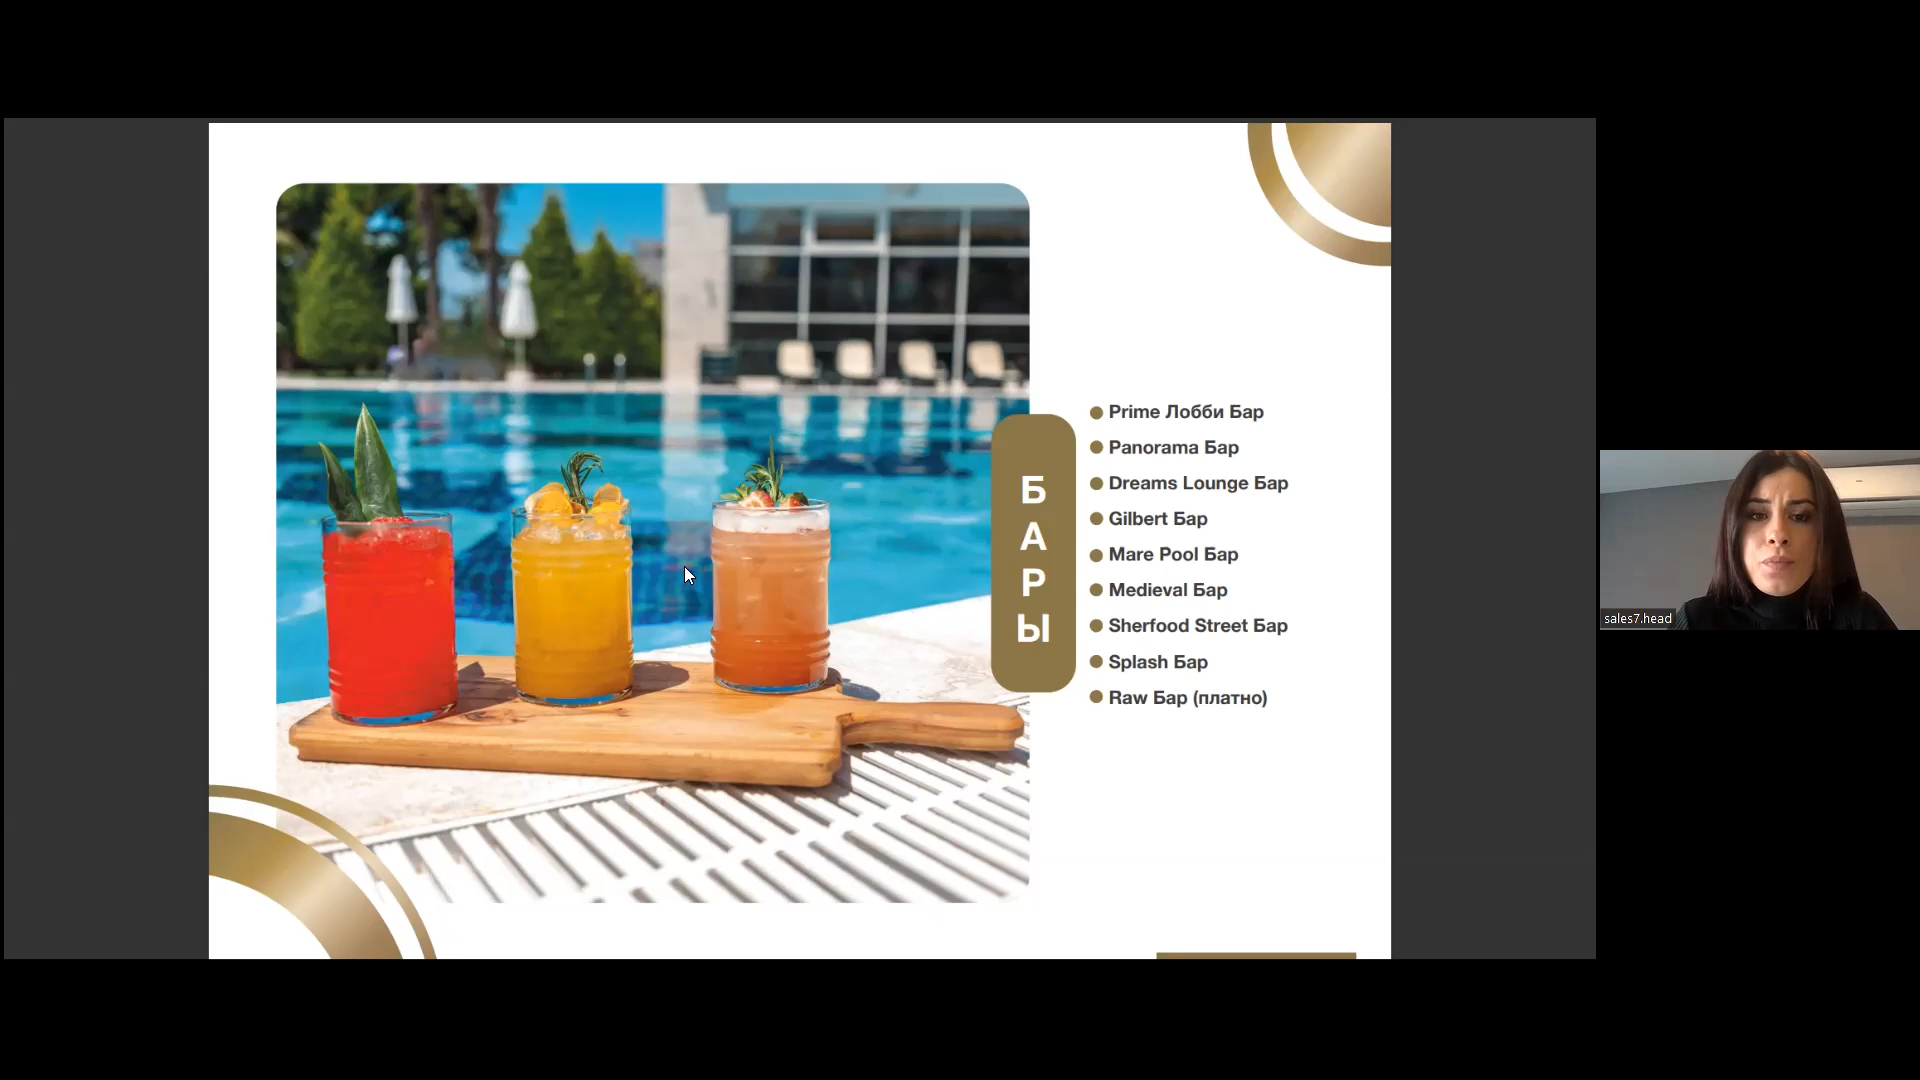 БАРЫ
Prime Лобби Бар
Panorama Бар
Dreams Lounge Бар
Gilbert Бар
Mare Pool Бар
Medieval Бар
Sherfood Street Бар
Splash Бар
Raw Бар (платно)
sales7.head